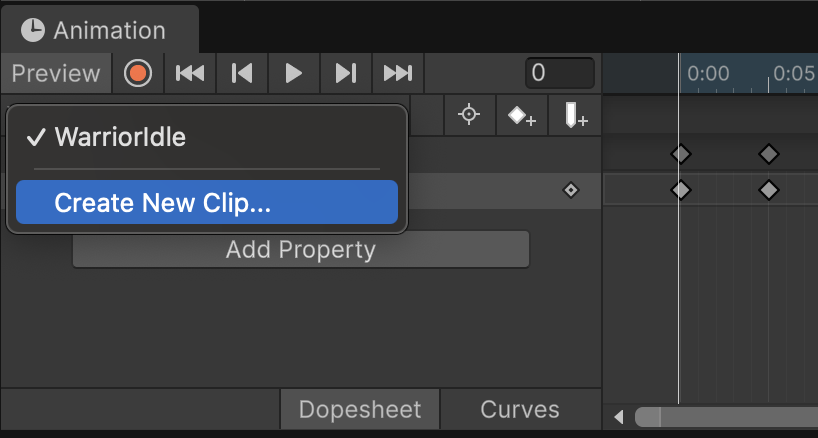 Animation
Preview
0
0:00
0:05
WarriorIdle
Create New Clip...
Add Property
Dopesheet
Curves